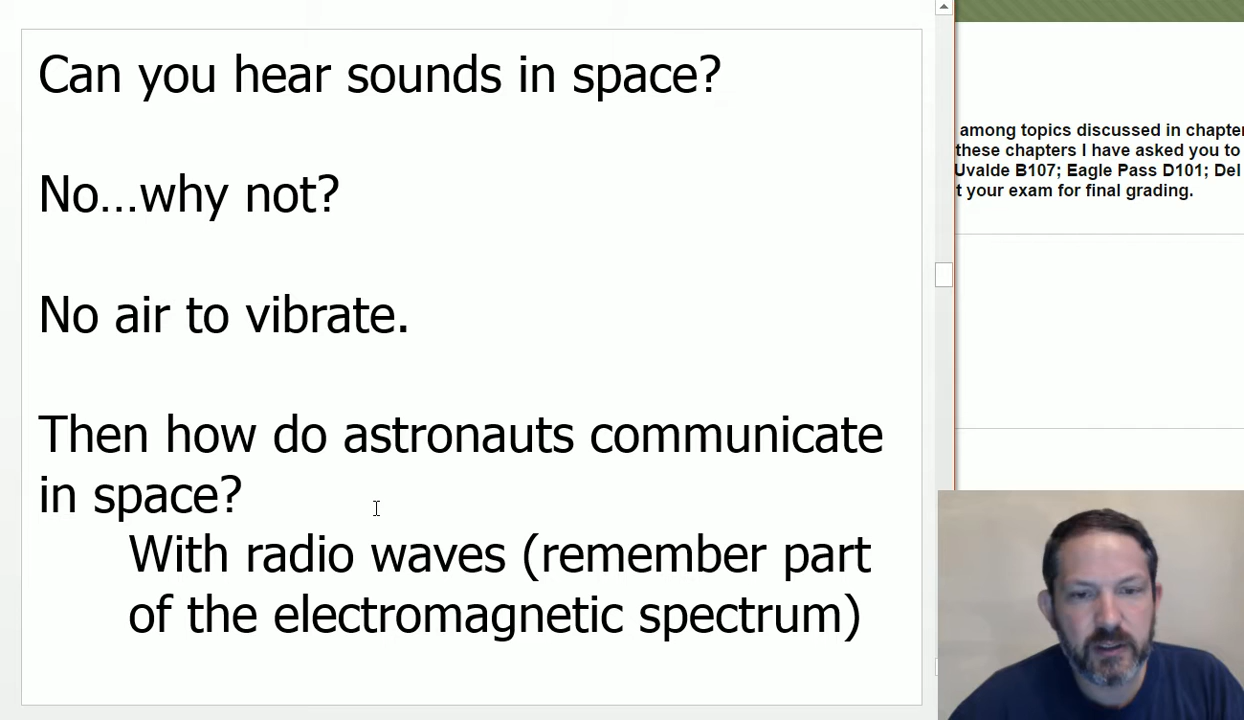 Can you hear sounds in space?
No...why not?
No air to vibrate.
Then how do astronauts communicate
in space?
With radio waves (remember part
of the electromagnetic spectrum)
among topics discussed in chapter
these chapters I have asked you to
Uvalde B107; Eagle Pass D101; Del
t your exam for final grading.